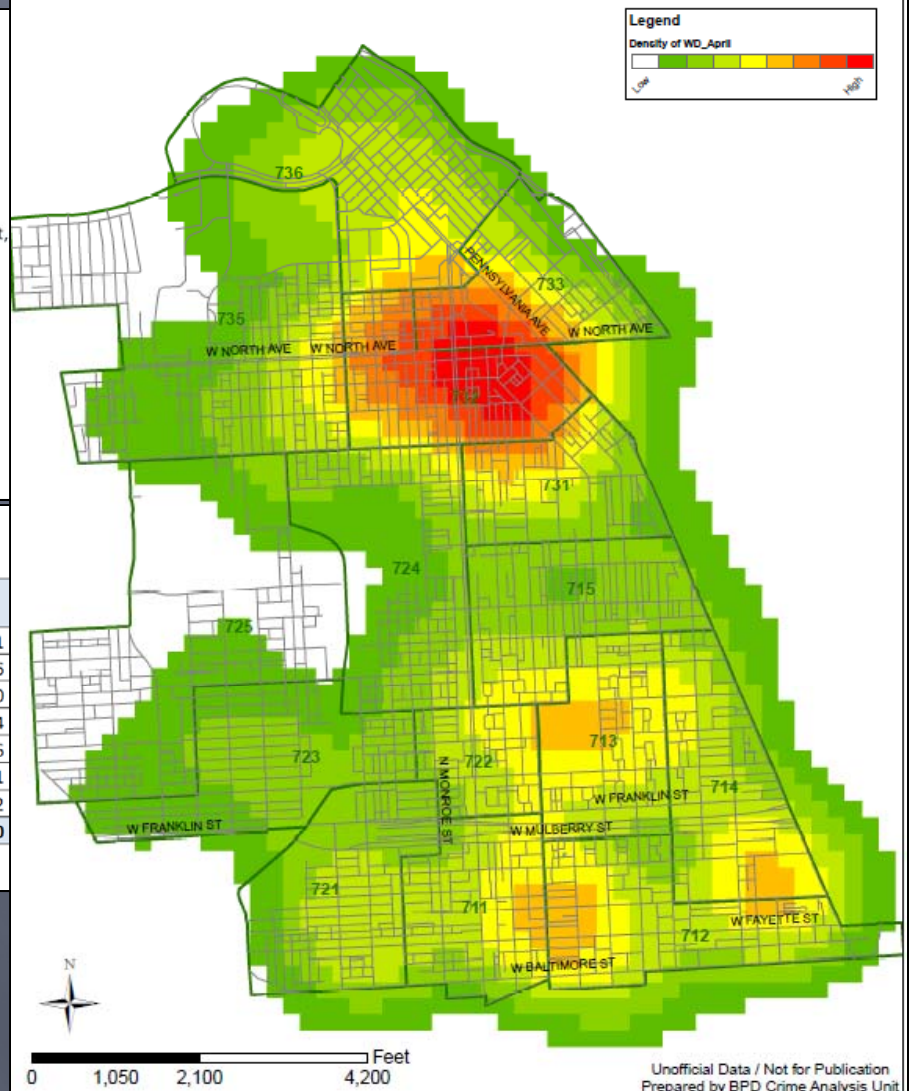 Legend
Density of WD_April
Low
High
736
PENNSYLVANIA AVE
733
735
W NORTH AVE
W NORTH AVE
W NORTH AVE
731
724
715
725
713
723
722
N MONROE ST
714
W FRANKLIN ST
W FRANKLIN ST
W MULBERRY ST
721
711
W FAYETTE ST
712
W BALTIMORE ST
N
Feet
0 1,050 2,100 4,200
Unofficial Data / Not for Publication
Prepared by BPD Crime Analysis Unit